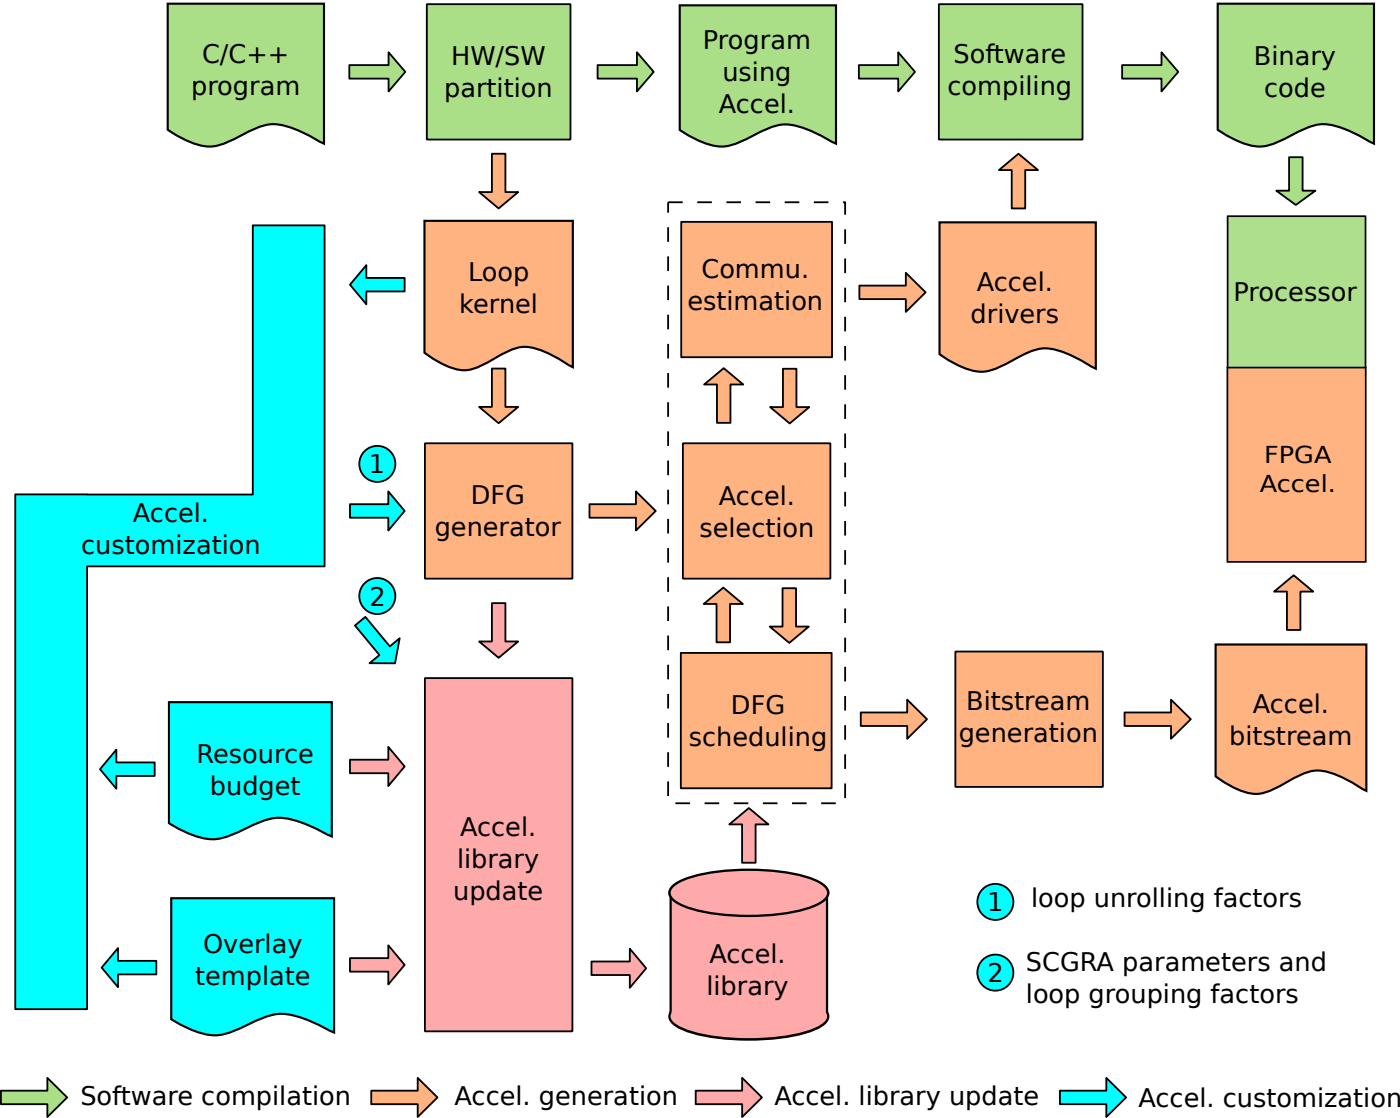 C/C++
program
HW/SW
partition
Program
using
Accel.
Software
compiling
Binary
code
Loop
kernel
Commu.
estimation
Accel.
drivers
Processor
FPGA
Accel.
1
DFG
generator
Accel.
selection
Accel.
customization
2
DFG
scheduling
Bitstream
generation
Accel.
bitstream
Resource
budget
Accel.
library
update
Overlay
template
Accel.
library
1 loop unrolling factors
2 SCGRA parameters and
loop grouping factors
Software compilation
Accel. generation
Accel. library update
Accel. customization